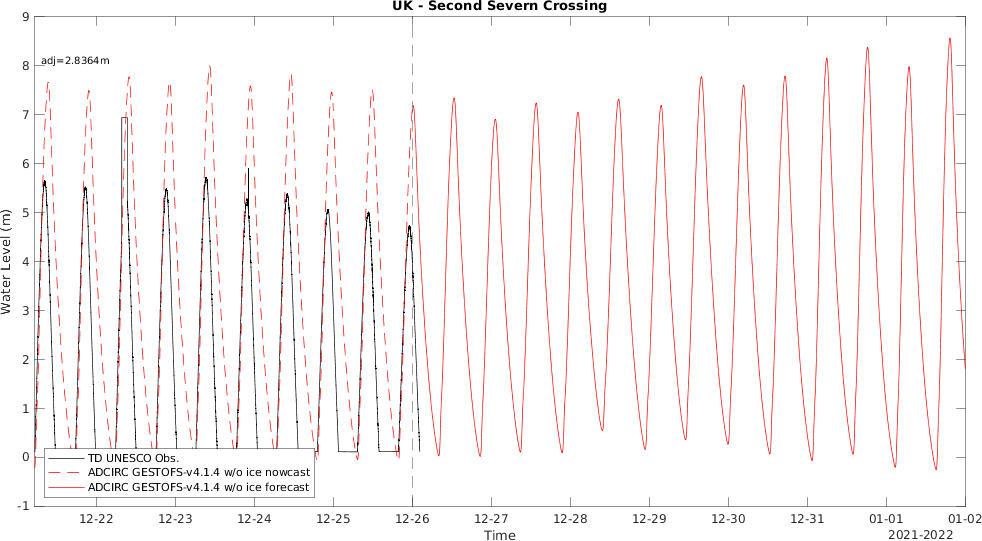 UK - Second Severn Crossing
adj=2.8364m
9
8
7
6
5
4
3
2
1
0
-1
Water Level (m)
TD UNESCO Obs.
ADCIRC GESTOFS-v4.1.4 w/o ice nowcast
ADCIRC GESTOFS-v4.1.4 w/o ice forecast
12-22 12-23 12-24 12-25 12-26 12-27 12-28 12-29 12-30 12-31 01-01 01-02
Time
2021-2022